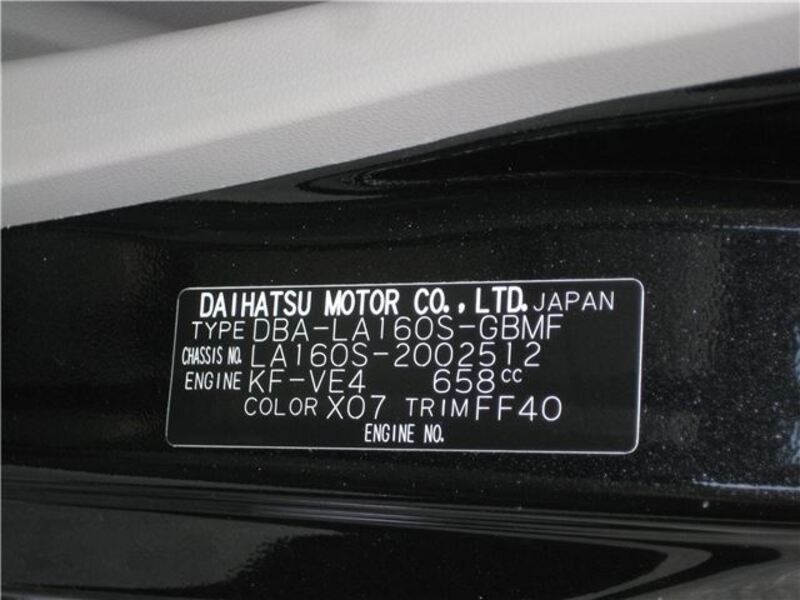 DAIHATSU MOTOR CO., LTD. JAPAN
TYPE DBA-LA160S-GBMF
CHASSIS NO. LA160S-2002512
ENGINE KF-VE4 658cc
COLOR X07 TRIM FF40
ENGINE NO.